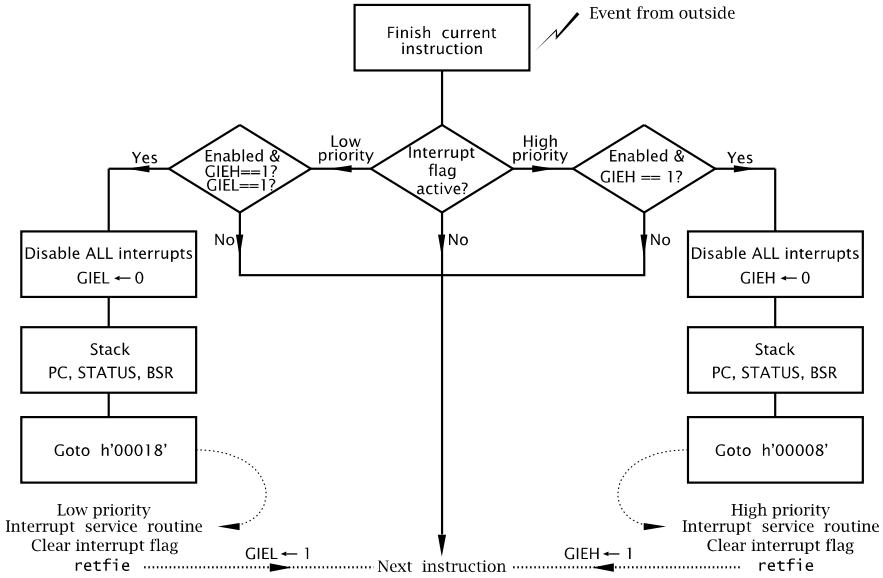 Event from outside
Finish current
instruction
Low
priority
High
priority
Yes
Enabled &
GIEH==1?
GIEL==1?
Interrupt
flag
active?
Enabled &
GIEH == 1?
Yes
No
No
No
Disable ALL interrupts
GIEL ← 0
Disable ALL interrupts
GIEH ← 0
Stack
PC, STATUS, BSR
Stack
PC, STATUS, BSR
Goto h'00018'
Goto h'00008'
Low priority
Interrupt service routine
Clear interrupt flag
retfie
High priority
Interrupt service routine
Clear interrupt flag
retfie
GIEL ← 1
Next instruction
GIEH ← 1